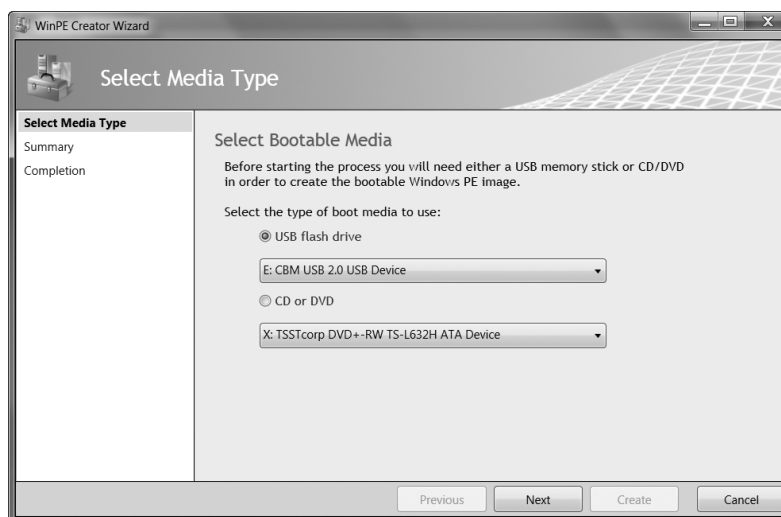 WinPE Creator Wizard
Select Media Type
Select Media Type
Summary
Completion
Select Bootable Media
Before starting the process you will need either a USB memory stick or CD/DVD
in order to create the bootable Windows PE image.
Select the type of boot media to use:
USB flash drive
E: CBM USB 2.0 USB Device
CD or DVD
X: TSSTcorp DVD+-RW TS-L632H ATA Device
Previous Next Create Cancel